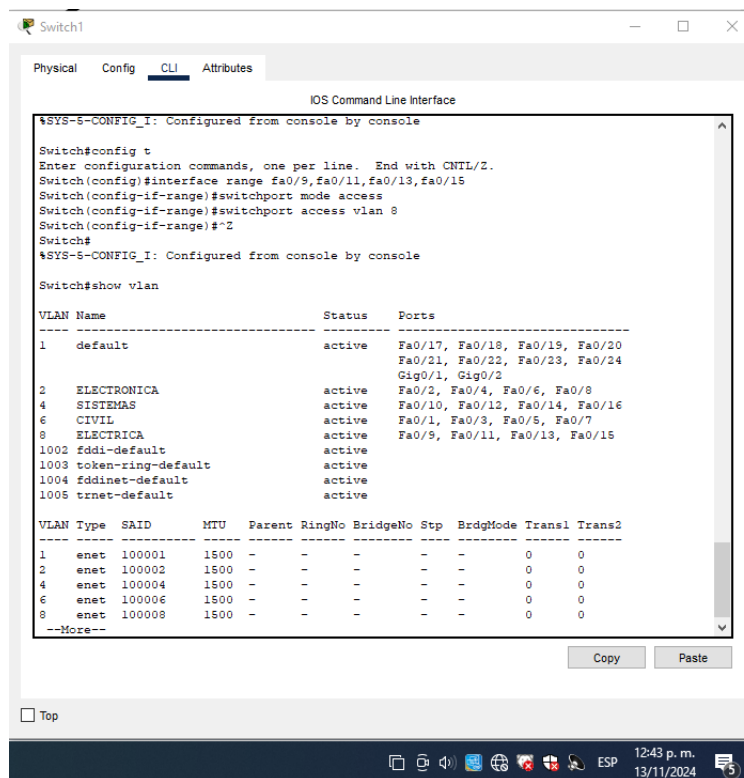 Switch1
Physical Config CLI Attributes
IOS Command Line Interface
%SYS-5-CONFIG_I: Configured from console by console
Switch#config t
Enter configuration commands, one per line.  End with CNTL/Z.
Switch(config)#interface range fa0/9,fa0/11,fa0/13,fa0/15
Switch(config-if-range)#switchport mode access
Switch(config-if-range)#switchport access vlan 8
Switch(config-if-range)#^Z
Switch#
%SYS-5-CONFIG_I: Configured from console by console
Switch#show vlan
VLAN Name                             Status    Ports
---- -------------------------------- --------- -------------------------------
1    default                          active    Fa0/17, Fa0/18, Fa0/19, Fa0/20
                                                Fa0/21, Fa0/22, Fa0/23, Fa0/24
                                                Gig0/1, Gig0/2
2    ELECTRONICA                      active    Fa0/2, Fa0/4, Fa0/6, Fa0/8
4    SISTEMAS                         active    Fa0/10, Fa0/12, Fa0/14, Fa0/16
6    CIVIL                            active    Fa0/1, Fa0/3, Fa0/5, Fa0/7
8    ELECTRICA                        active    Fa0/9, Fa0/11, Fa0/13, Fa0/15
1002 fddi-default                     active
1003 token-ring-default               active
1004 fddinet-default                  active
1005 trnet-default                    active
VLAN Type  SAID       MTU   Parent RingNo BridgeNo Stp  BrdgMode Trans1 Trans2
---- ----- ---------- ----- ------ ------ -------- ---- -------- ------ ------
1    enet  100001     1500  -      -      -        -    -        0      0
2    enet  100002     1500  -      -      -        -    -        0      0
4    enet  100004     1500  -      -      -        -    -        0      0
6    enet  100006     1500  -      -      -        -    -        0      0
8    enet  100008     1500  -      -      -        -    -        0      0
--More--
Copy Paste
Top
ESP 12:43 p. m.
13/11/2024 5